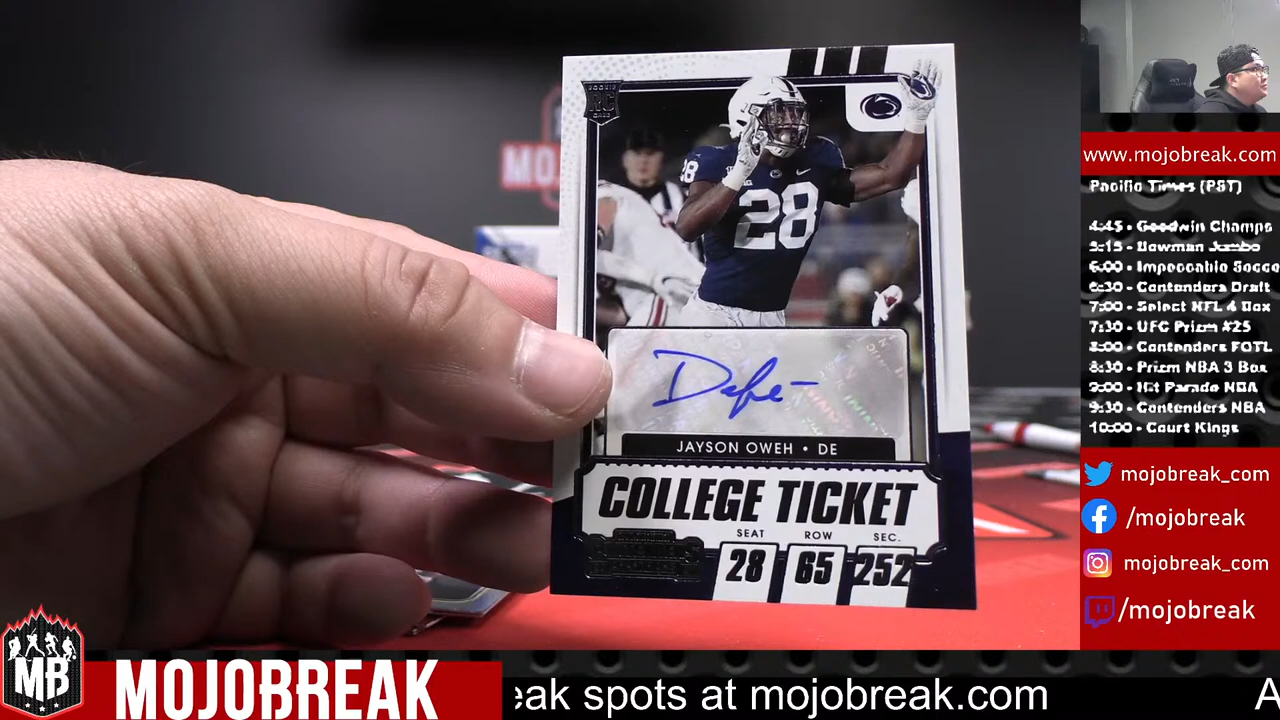 ROOKIE
RC
CARD
MOJ
28
28
JAYSON OWEH • DE
COLLEGE TICKET
SEAT ROW SEC.
28 65 252
www.mojobreak.com
Pacific Times (PST)
4:45 - Goodwin Champs
5:15 - Bowman Jumbo
6:00 - Impeccable Socce
6:30 - Contenders Draft
7:00 - Select NFL 4 Box
7:30 - UFC Prizm #25
8:00 - Contenders FOTL
8:30 - Prizm NBA 3 Box
9:00 - Hit Parade NBA
9:30 - Contenders NBA
10:00 - Court Kings
mojobreak_com
/mojobreak
mojobreak_com
/mojobreak
MB
MOJOBREAK
eak spots at mojobreak.com
A